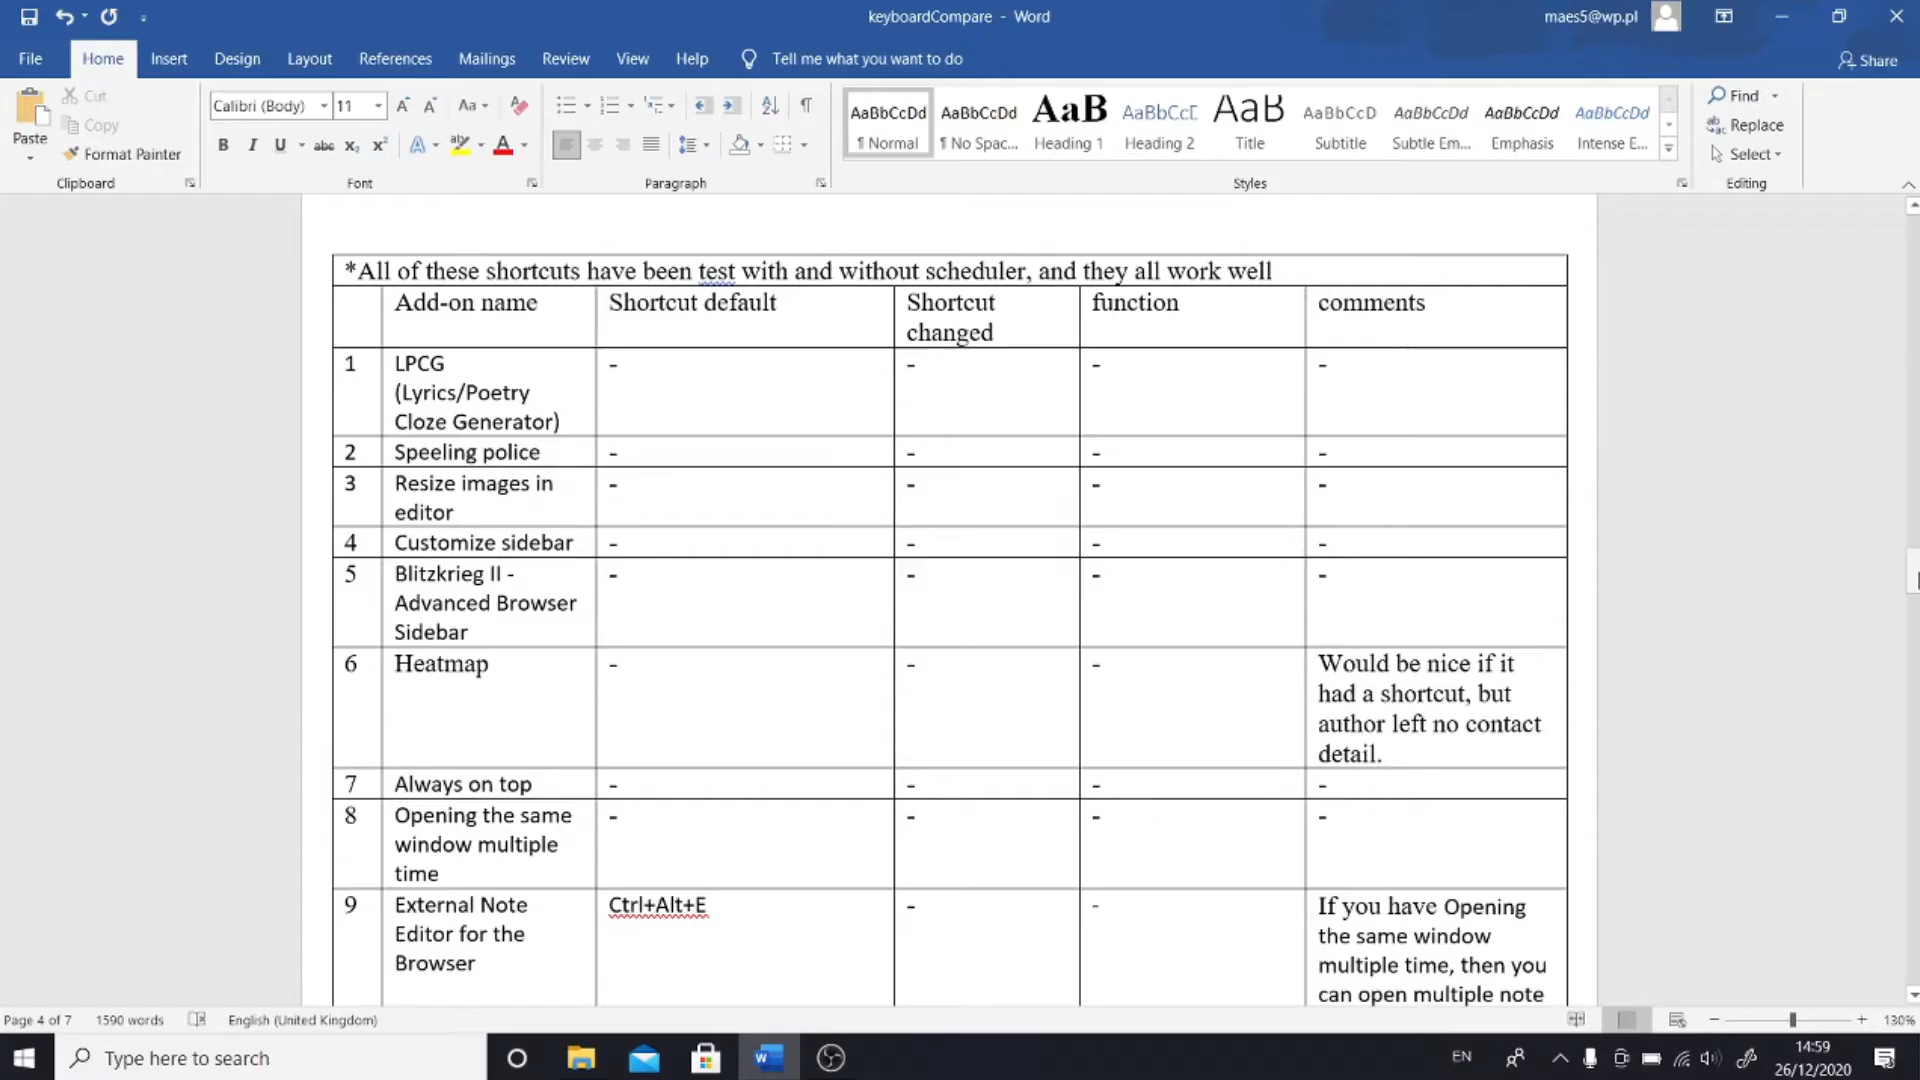 keyboardCompare - Word
maes5@wp.pl
File Home Insert Design Layout References Mailings Review View Help Tell me what you want to do
Share
Paste
Cut
Copy
Format Painter
Clipboard
Calibri (Body) 11
Font
Paragraph
AaBbCcDd AaBbCcDd AaB AaBbCcE AaB AaBbCcD AaBbCcDd AaBbCcDd AaBbCcDd
¶ Normal ¶ No Spac... Heading 1 Heading 2 Title Subtitle Subtle Em... Emphasis Intense E...
Styles
Find
Replace
Select
Editing
*All of these shortcuts have been test with and without scheduler, and they all work well
Add-on name Shortcut default Shortcut function comments
changed
1 LPCG - - - -
(Lyrics/Poetry
Cloze Generator)
2 Speeling police - - - -
3 Resize images in - - - -
editor
4 Customize sidebar - - - -
5 Blitzkrieg II - - - - -
Advanced Browser
Sidebar
6 Heatmap - - - Would be nice if it
had a shortcut, but
author left no contact
detail.
7 Always on top - - - -
8 Opening the same - - - -
window multiple
time
9 External Note Ctrl+Alt+E - - If you have Opening
Editor for the the same window
Browser multiple time, then you
can open multiple note
Page 4 of 7 1590 words English (United Kingdom) 130%
Type here to search
EN
14:59
26/12/2020